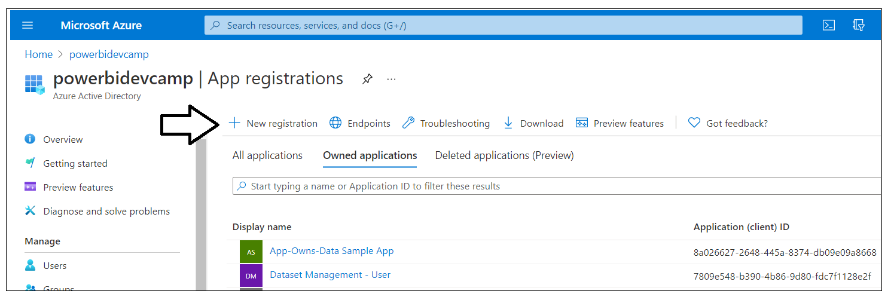 Microsoft Azure
Search resources, services, and docs (G+/)
Home > powerbidevcamp
powerbidevcamp | App registrations
Azure Active Directory
New registration Endpoints Troubleshooting Download Preview features Got feedback?
Overview
Getting started
Preview features
Diagnose and solve problems
Manage
Users
Groups
All applications Owned applications Deleted applications (Preview)
Start typing a name or Application ID to filter these results
Display name Application (client) ID
AS App-Owns-Data Sample App 8a026627-2648-445a-8374-db09e09a8668
DM Dataset Management - User 7809e548-b390-4b86-9d80-fdc7f1128e2f